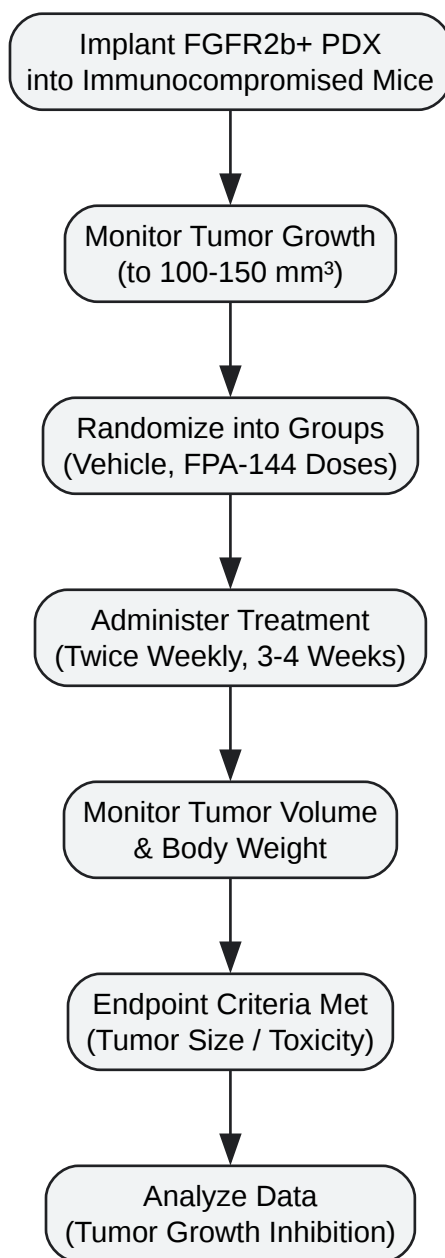 Implant FGFR2b+ PDX
into Immunocompromised Mice
Monitor Tumor Growth
(to 100-150 mm³)
Randomize into Groups
(Vehicle, FPA-144 Doses)
Administer Treatment
(Twice Weekly, 3-4 Weeks)
Monitor Tumor Volume
& Body Weight
Endpoint Criteria Met
(Tumor Size / Toxicity)
Analyze Data
(Tumor Growth Inhibition)